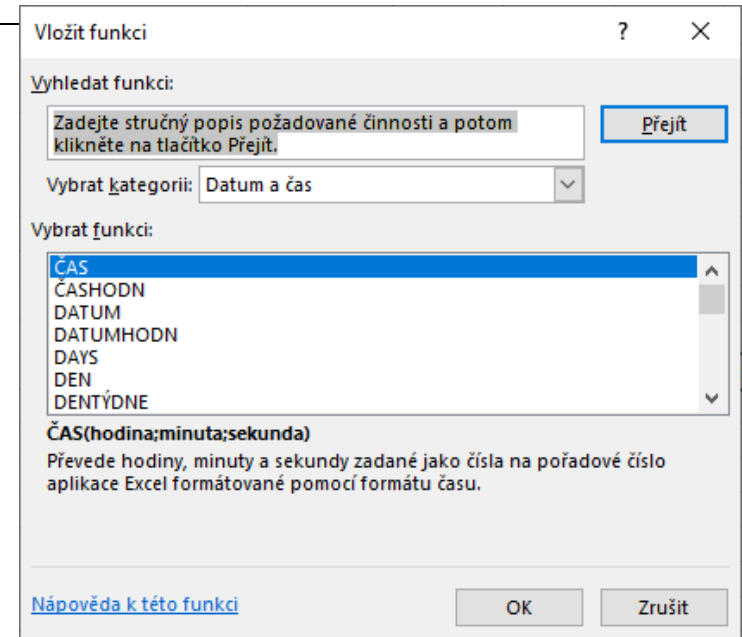 Vložit funkci
?
Vyhledat funkci:
Zadejte stručný popis požadované činnosti a potom
klikněte na tlačítko Přejít.
Přejít
Vybrat kategorii: Datum a čas
Vybrat funkci:
ČAS
ČASHODN
DATUM
DATUMHODN
DAYS
DEN
DENTÝDNE
ČAS(hodina;minuta;sekunda)
Převede hodiny, minuty a sekundy zadané jako čísla na pořadové číslo
aplikace Excel formátované pomocí formátu času.
Nápověda k této funkci
OK
Zrušit